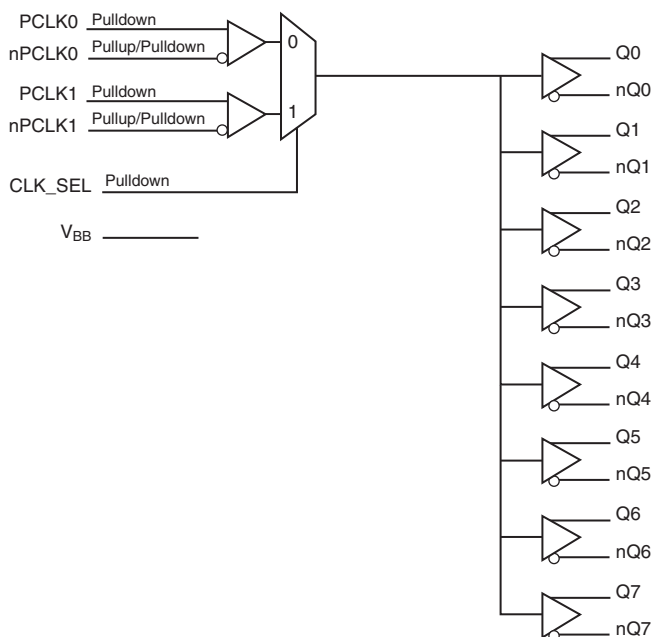 PCLK0 Pulldown
nPCLK0 Pullup/Pulldown
0
PCLK1 Pulldown
nPCLK1 Pullup/Pulldown
1
CLK_SEL Pulldown
VBB
Q0
nQ0
Q1
nQ1
Q2
nQ2
Q3
nQ3
Q4
nQ4
Q5
nQ5
Q6
nQ6
Q7
nQ7